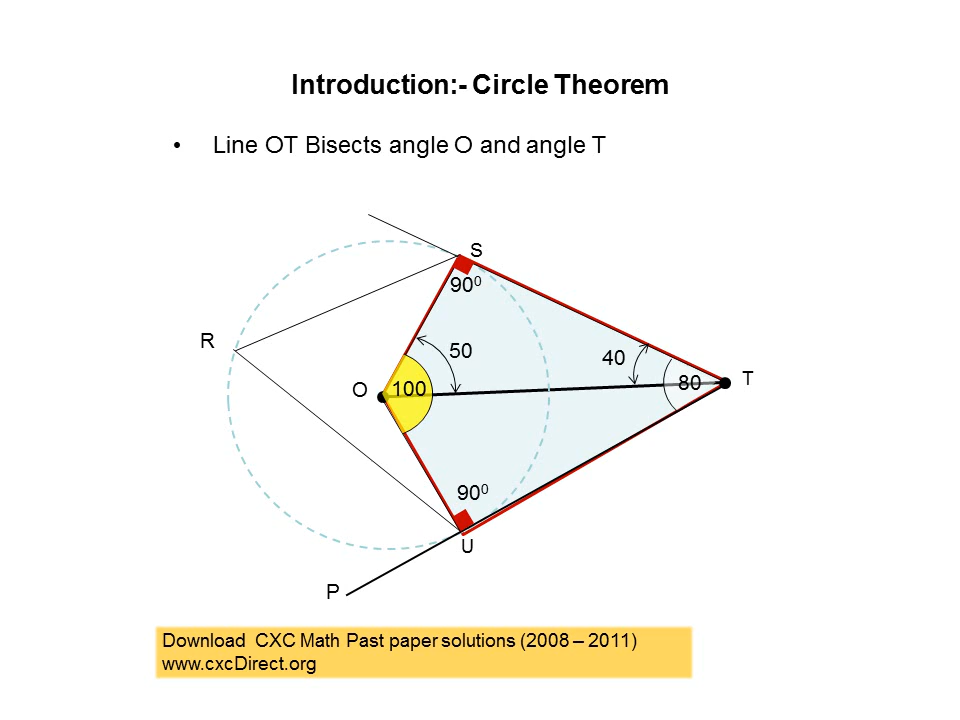 Introduction:- Circle Theorem
• Line OT Bisects angle O and angle T
S
90⁰
R
50
40
T
80
O
100
90⁰
U
P
Download CXC Math Past paper solutions (2008 – 2011)
www.cxcDirect.org